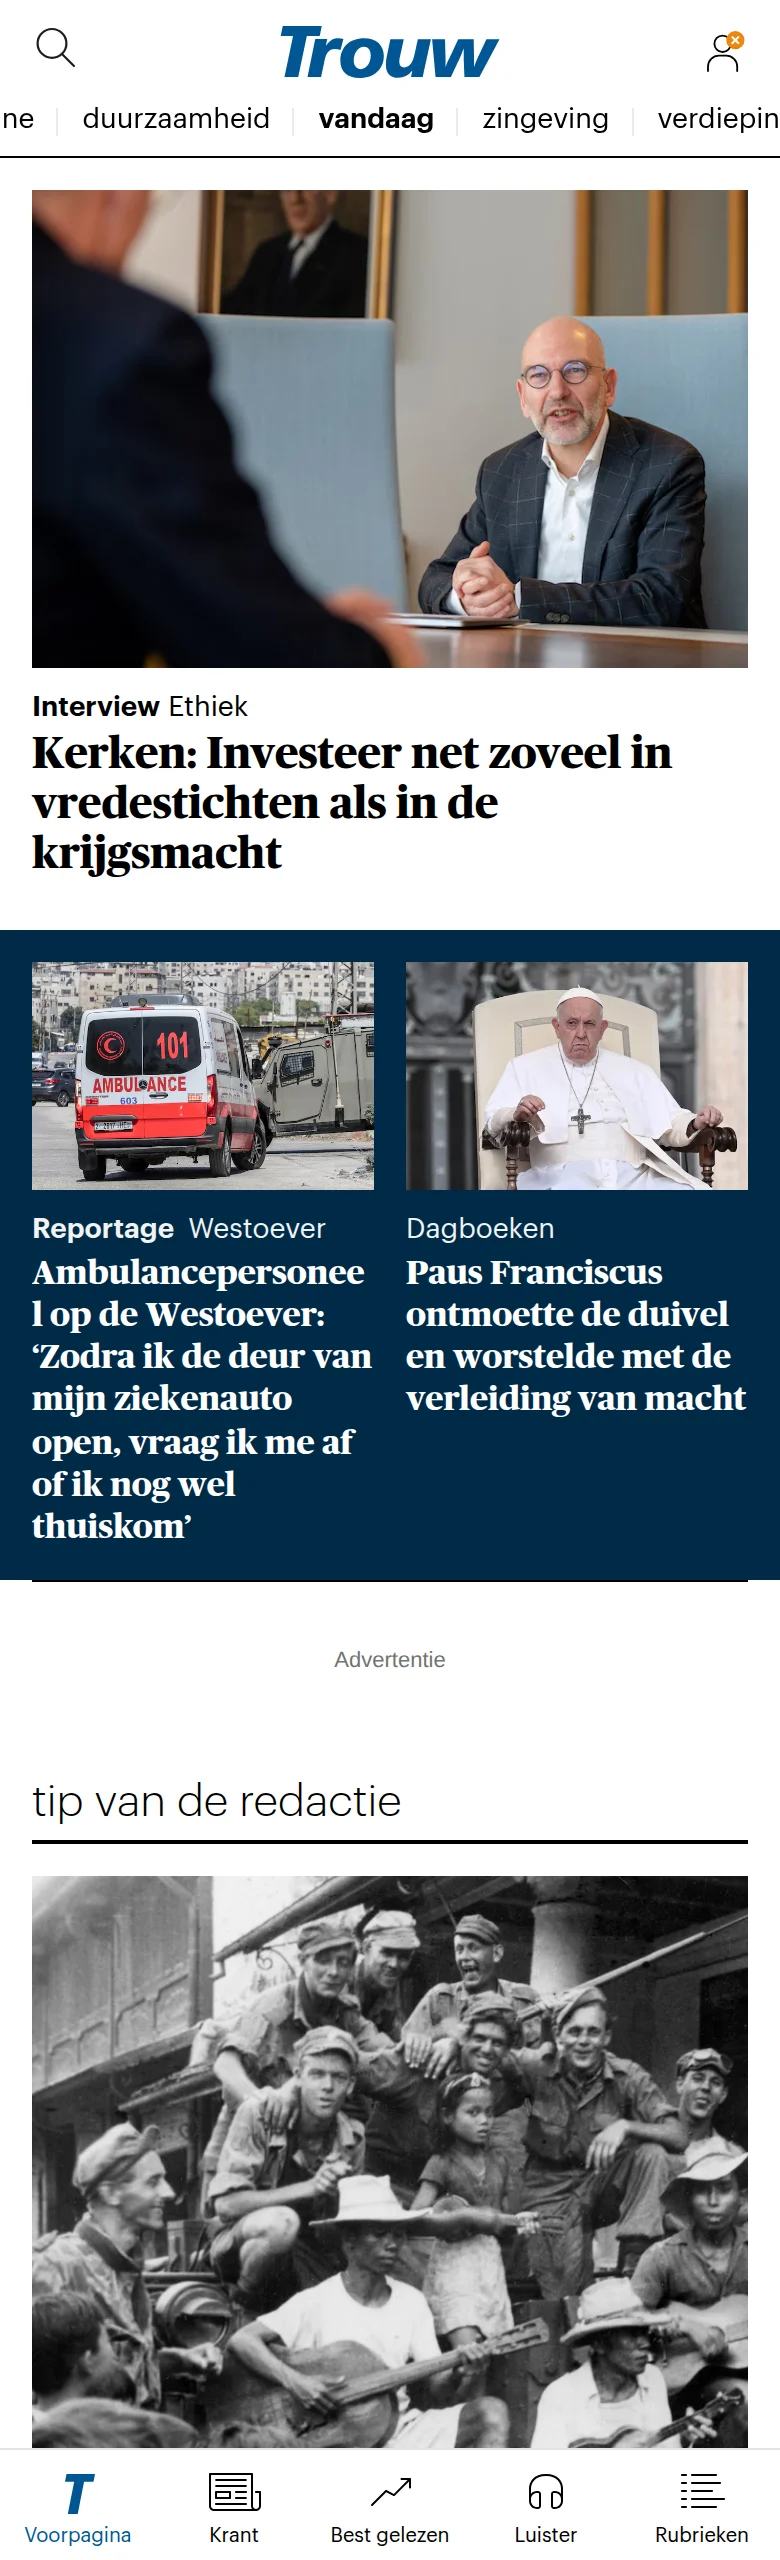 Trouw
ne
duurzaamheid
vandaag
zingeving
verdiepin
Interview Ethiek
Kerken: Investeer net zoveel in
vredestichten als in de
krijgsmacht
101
AMBULANCE
603
Reportage Westoever
Ambulancepersonee
l op de Westoever:
‘Zodra ik de deur van
mijn ziekenauto
open, vraag ik me af
of ik nog wel
thuiskom’
Dagboeken
Paus Franciscus
ontmoette de duivel
en worstelde met de
verleiding van macht
Advertentie
tip van de redactie
T
Voorpagina
Krant
Best gelezen
Luister
Rubrieken